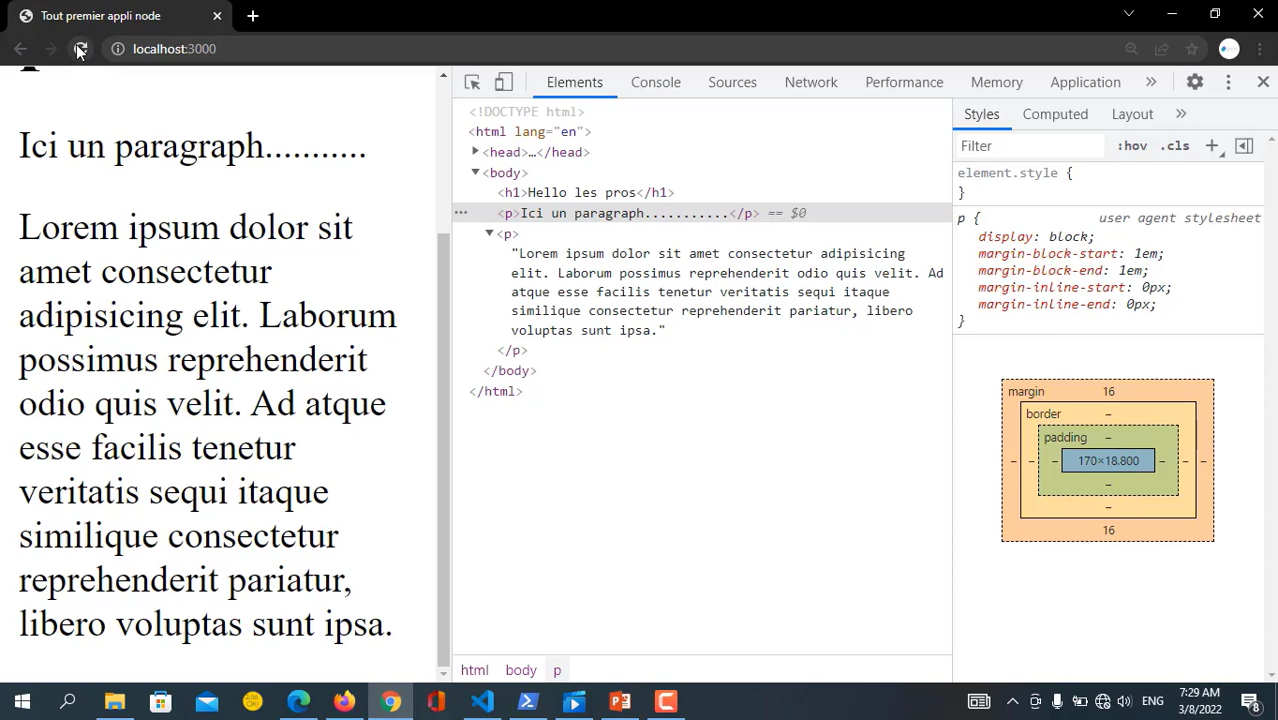 Tout premier appli node
localhost:3000
Ici un paragraph...........
Lorem ipsum dolor sit
amet consectetur
adipisicing elit. Laborum
possimus reprehenderit
odio quis velit. Ad atque
esse facilis tenetur
veritatis sequi itaque
similique consectetur
reprehenderit pariatur,
libero voluptas sunt ipsa.
Elements Console Sources Network Performance Memory Application
<!DOCTYPE html>
<html lang="en">
<head>…</head>
<body>
<h1>Hello les pros</h1>
<p>Ici un paragraph...........</p> == $0
<p>
"Lorem ipsum dolor sit amet consectetur adipisicing
elit. Laborum possimus reprehenderit odio quis velit. Ad
atque esse facilis tenetur veritatis sequi itaque
similique consectetur reprehenderit pariatur, libero
voluptas sunt ipsa."
</p>
</body>
</html>
html body p
Styles Computed Layout
Filter :hov .cls
element.style {
}
p { user agent stylesheet
display: block;
margin-block-start: 1em;
margin-block-end: 1em;
margin-inline-start: 0px;
margin-inline-end: 0px;
}
margin 16
border –
padding –
– – – 170×18.800 – – –
–
–
16
ENG
7:29 AM
3/8/2022
8